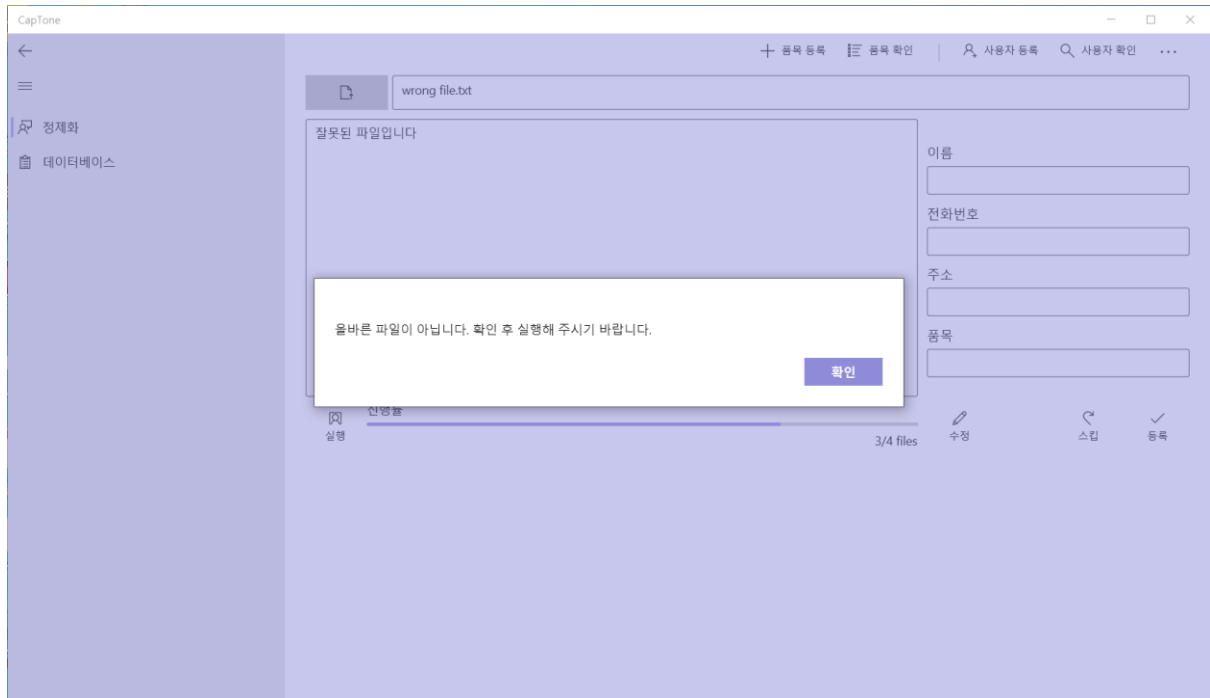 CapTone
품목 등록 품목 확인 사용자 등록 사용자 확인
wrong file.txt
정제화
데이터베이스
잘못된 파일입니다
이름
전화번호
주소
품목
올바른 파일이 아닙니다. 확인 후 실행해 주시기 바랍니다.
확인
진행율
실행
3/4 files
수정
스킵
등록